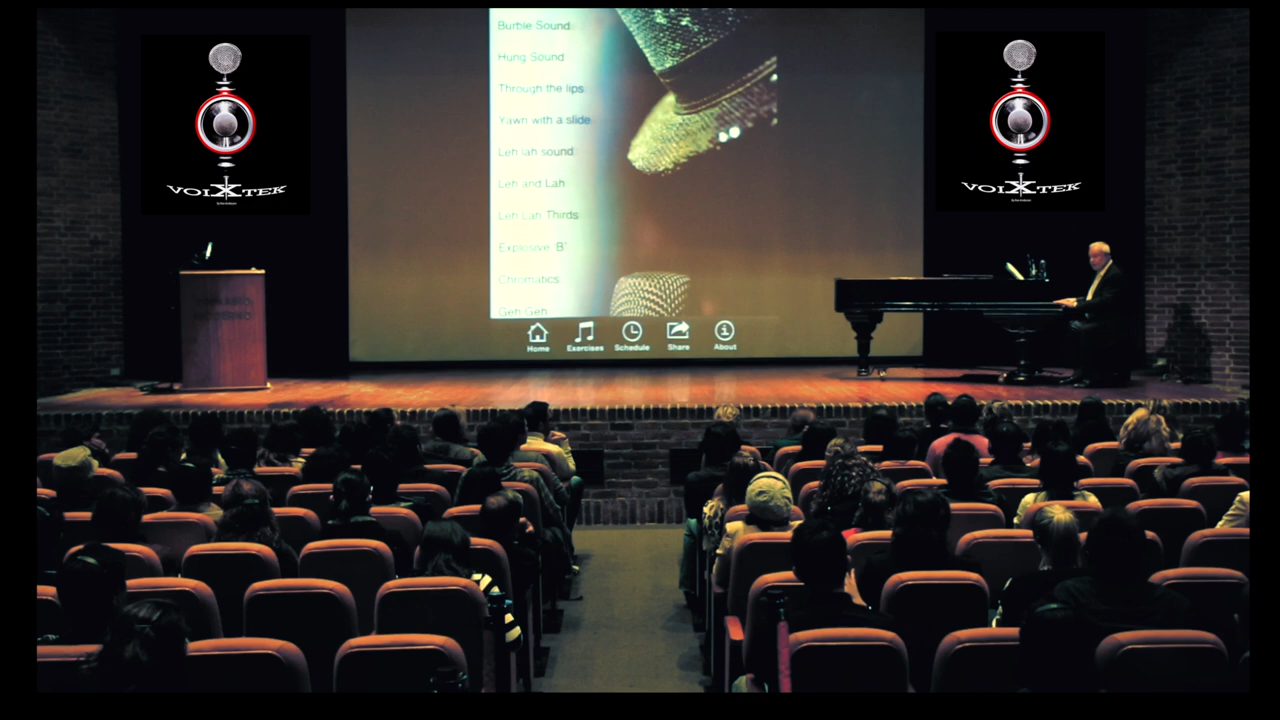 Burble Sound
Hung Sound
Through the lips
Yawn with a slide
Leh lah sound
Leh and Lah
Leh Lah Thirds
Explosive 'B'
Chromatics
Geh Geh
Home
Exercises
Schedule
Share
About
VOIXTEK
VOIXTEK